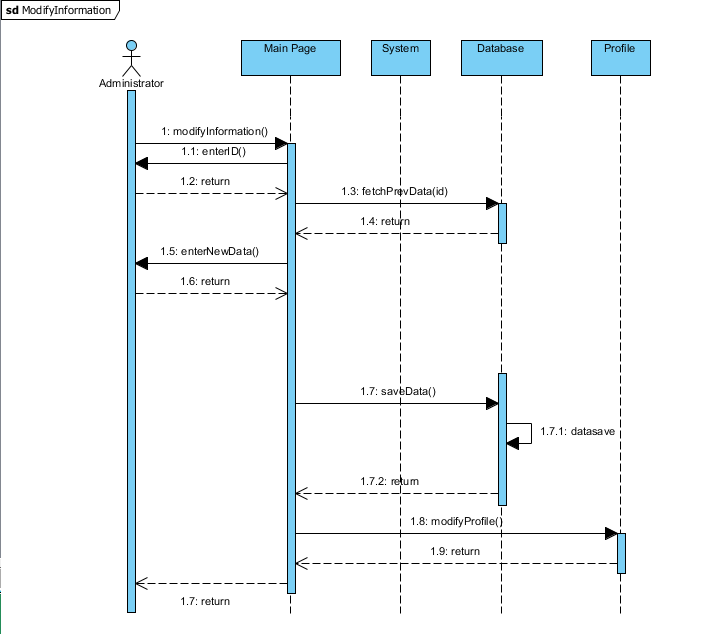 sd ModifyInformation
Main Page
System
Database
Profile
Administrator
1: modifyInformation()
1.1: enterID()
1.2: return
1.3: fetchPrevData(id)
1.4: return
1.5: enterNewData()
1.6: return
1.7: saveData()
1.7.1: datasave
1.7.2: return
1.8: modifyProfile()
1.9: return
1.7: return